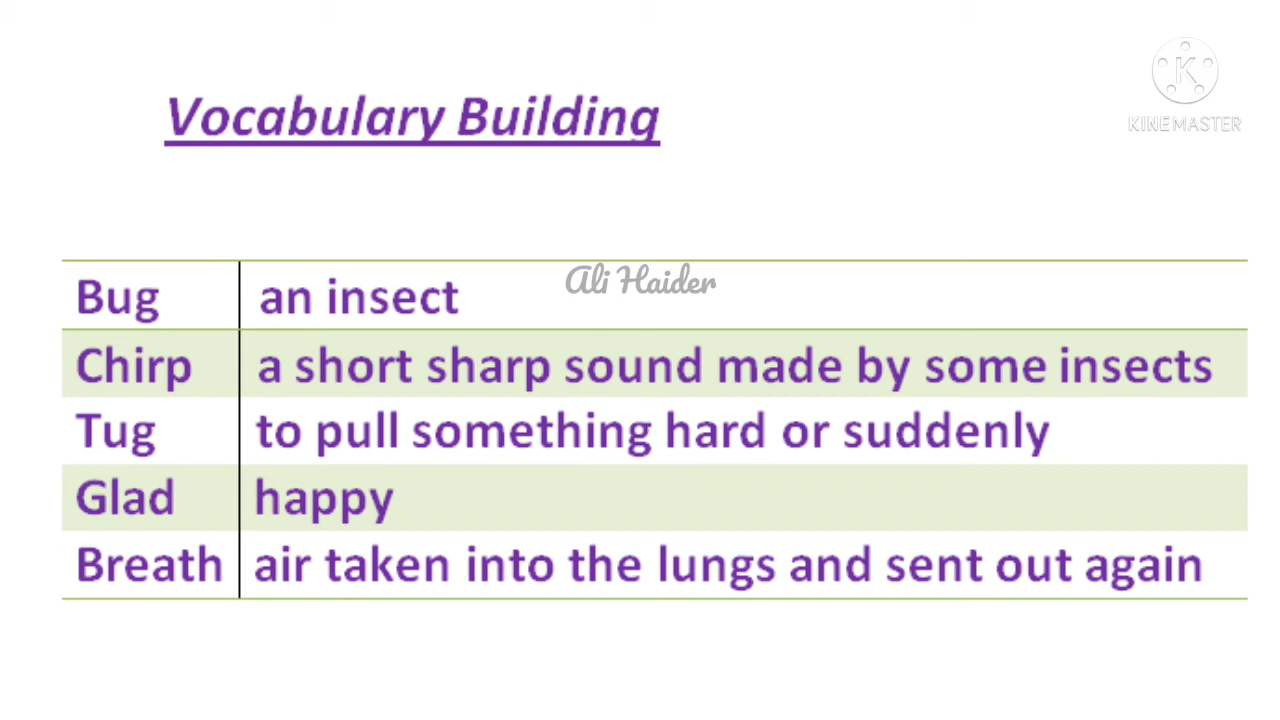 Vocabulary Building
KINEMASTER
Ali Haider
Bug an insect
Chirp a short sharp sound made by some insects
Tug to pull something hard or suddenly
Glad happy
Breath air taken into the lungs and sent out again